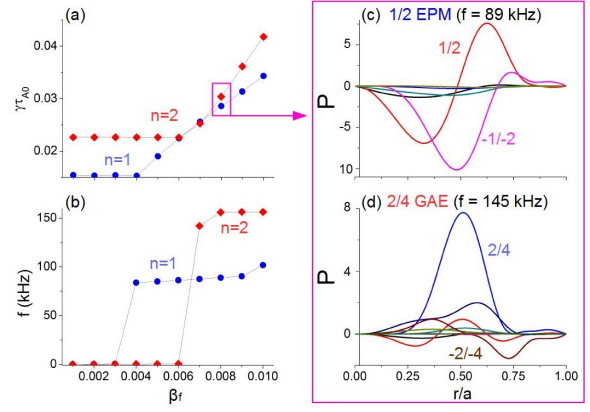 (a)
0.04
0.03
0.02
γτA0
n=2
n=1
(b)
150
100
50
0
f (kHz)
n=1
n=2
0.002 0.004 0.006 0.008 0.010
βf
(c) 1/2 EPM (f = 89 kHz)
5
0
5
10
P
1/2
-1/-2
(d) 2/4 GAE (f = 145 kHz)
8
4
0
P
2/4
-2/-4
0.00 0.25 0.50 0.75 1.00
r/a